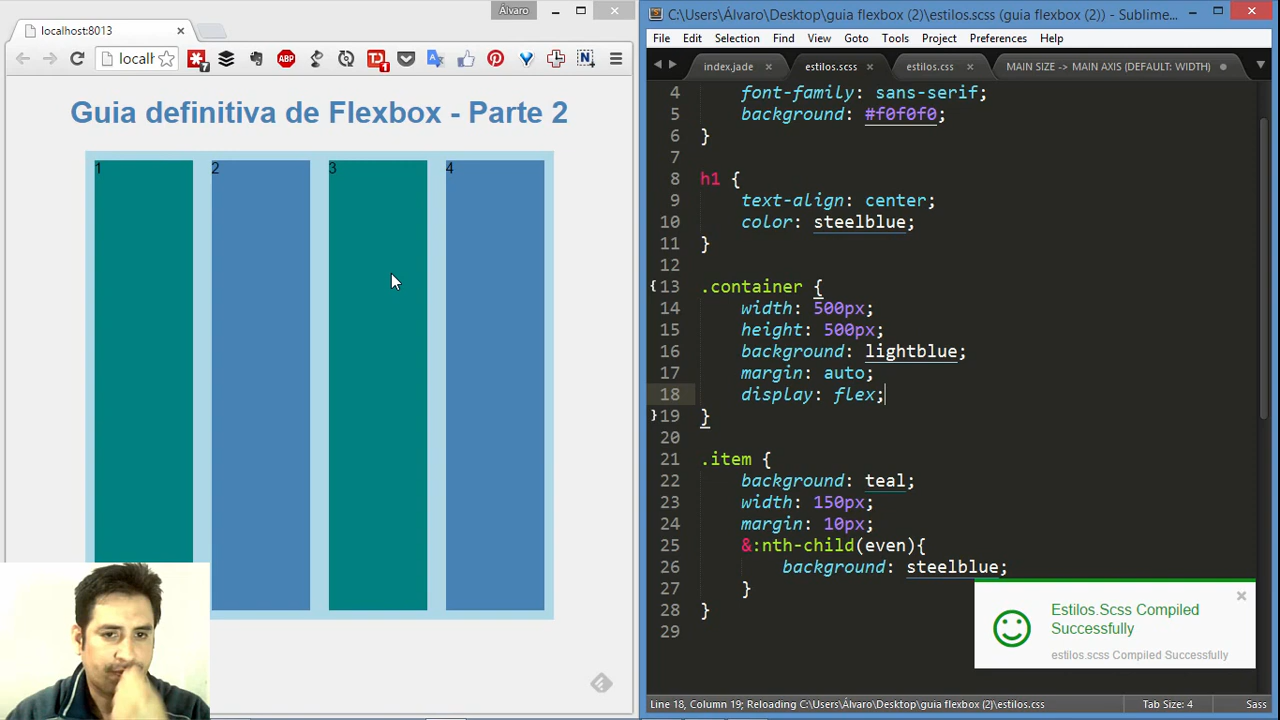 Álvaro
localhost:8013
localh
7
ABP
1
N
Guia definitiva de Flexbox - Parte 2
1 2 3 4
C:\Users\Álvaro\Desktop\guia flexbox (2)\estilos.scss (guia flexbox (2)) - Sublime...
File Edit Selection Find View Goto Tools Project Preferences Help
index.jade estilos.scss estilos.css MAIN SIZE -> MAIN AXIS (DEFAULT: WIDTH)
4 font-family: sans-serif;
5 background: #f0f0f0;
6 }
7
8 h1 {
9 text-align: center;
10 color: steelblue;
11 }
12
13 .container {
14 width: 500px;
15 height: 500px;
16 background: lightblue;
17 margin: auto;
18 display: flex;
19 }
20
21 .item {
22 background: teal;
23 width: 150px;
24 margin: 10px;
25 &:nth-child(even){
26 background: steelblue;
27 }
28 }
29
Estilos.Scss Compiled
Successfully
estilos.scss Compiled Successfully
Line 18, Column 19; Reloading C:\Users\Álvaro\Desktop\guia flexbox (2)\estilos.css Tab Size: 4 Sass